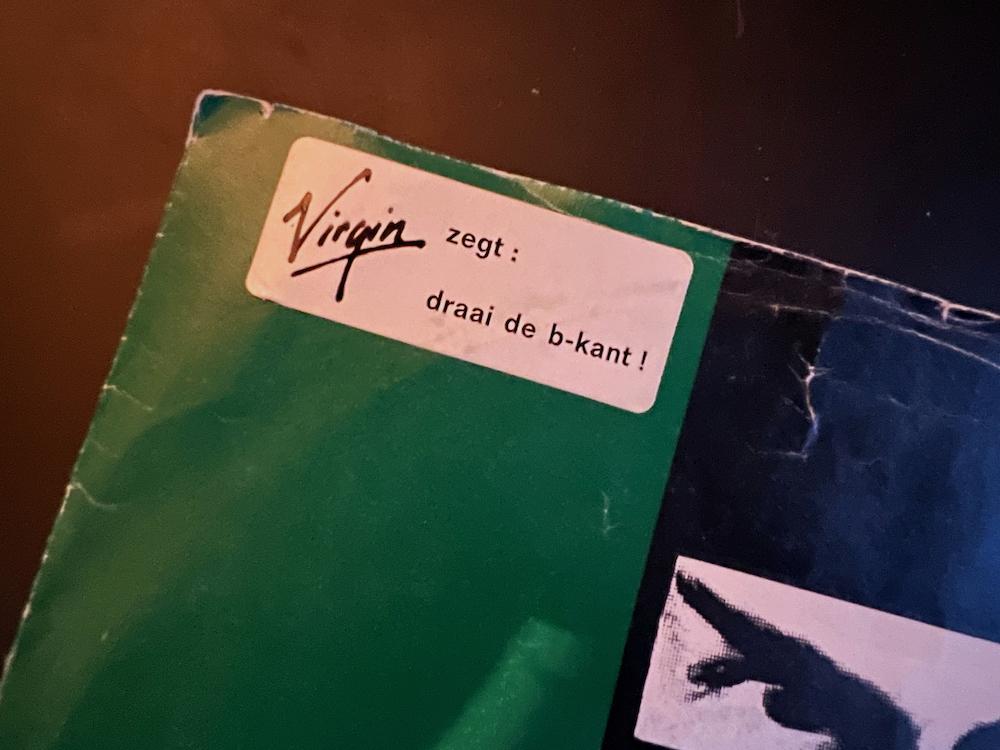 Virgin zegt:
draai de b-kant!